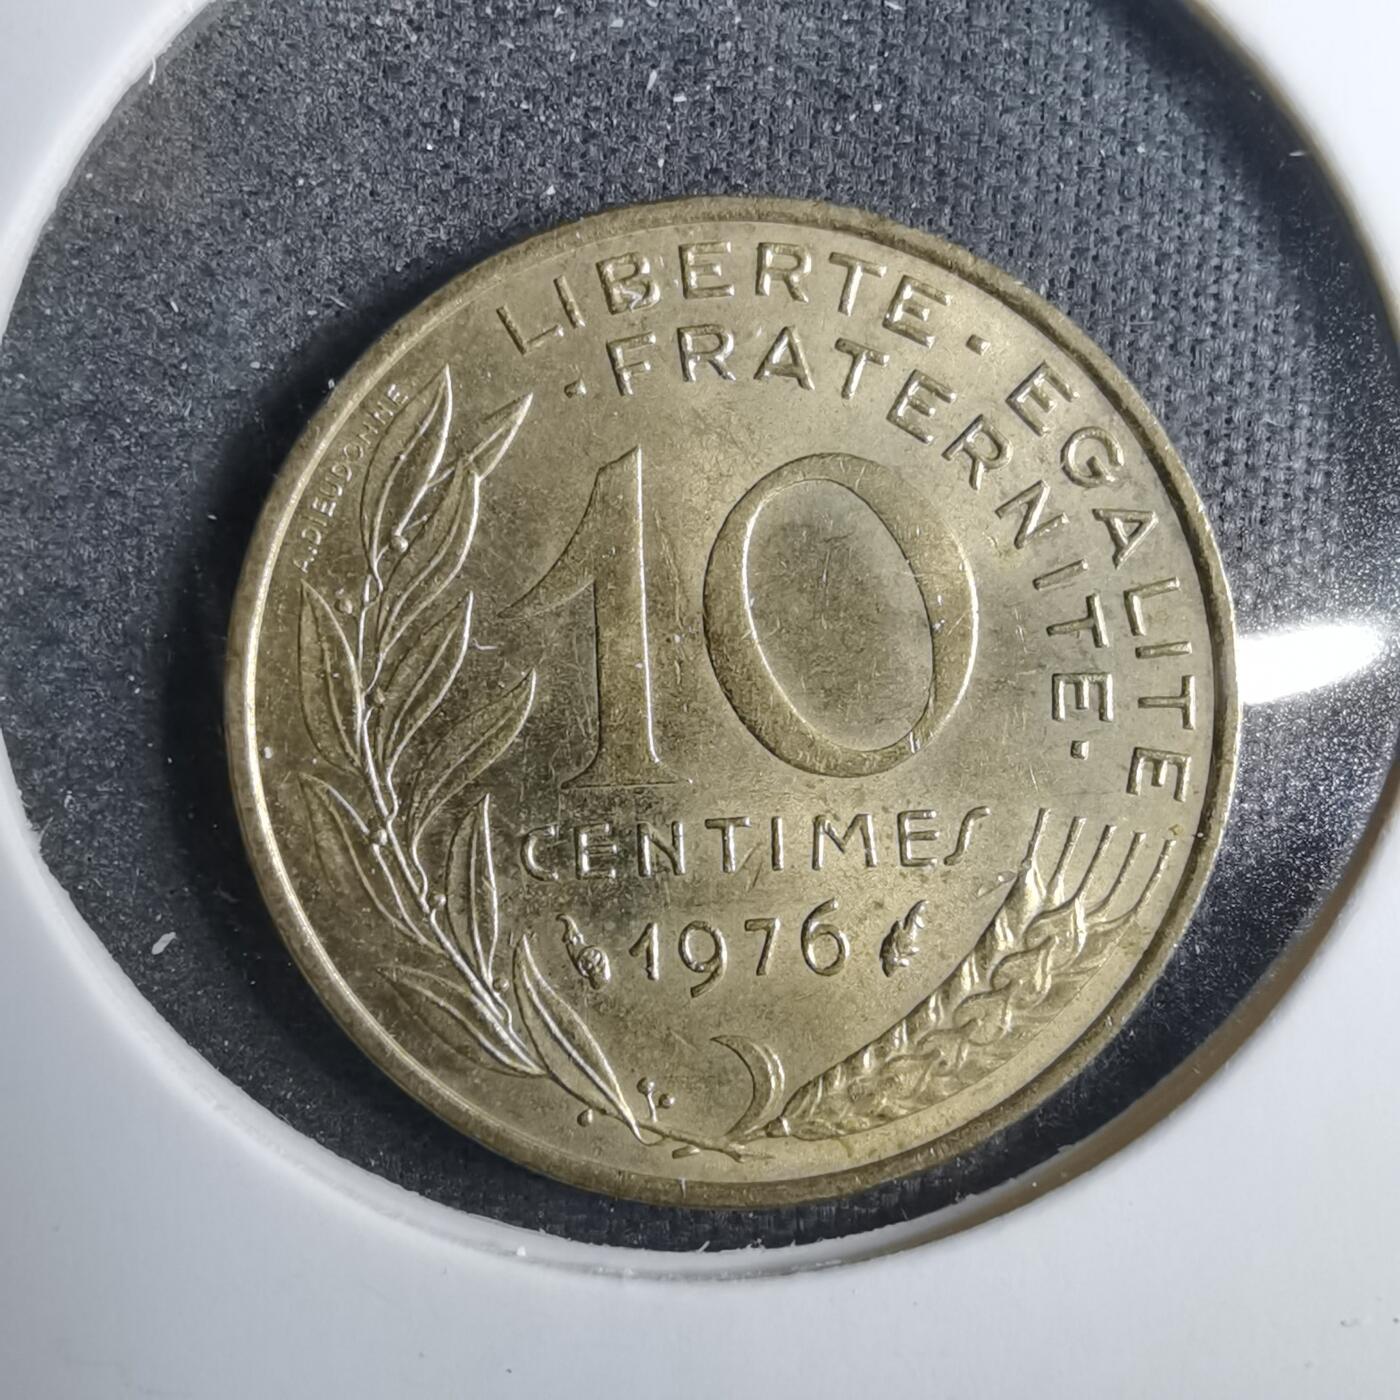 LIBERTE · EGALITE
· FRATERNITE ·
A.DIEUDONNE
10
CENTIMES
1976